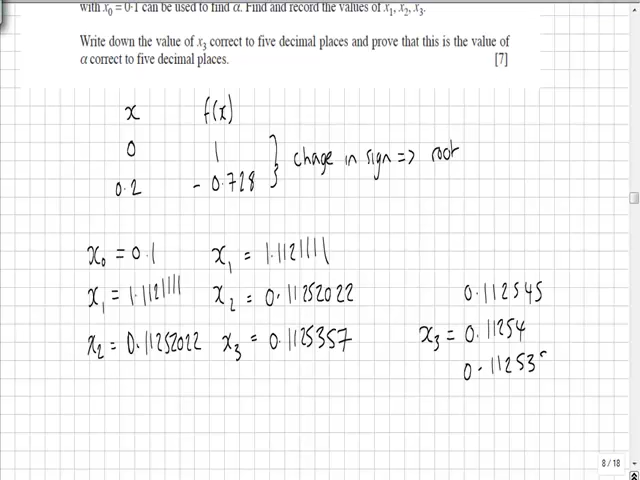 with x₀ = 0·1 can be used to find α. Find and record the values of x₁, x₂, x₃.
Write down the value of x₃ correct to five decimal places and prove that this is the value of
α correct to five decimal places. [7]
x f(x)
0 1
0.2 - 0.728 } chage in sign => root
x₀ = 0.1 x₁ = 1.1121111
x₁ = 1.1121111 x₂ = 0.11252022 0.112545
x₂ = 0.11252022 x₃ = 0.1125357 x₃ = 0.11254
0.11253
8 / 18